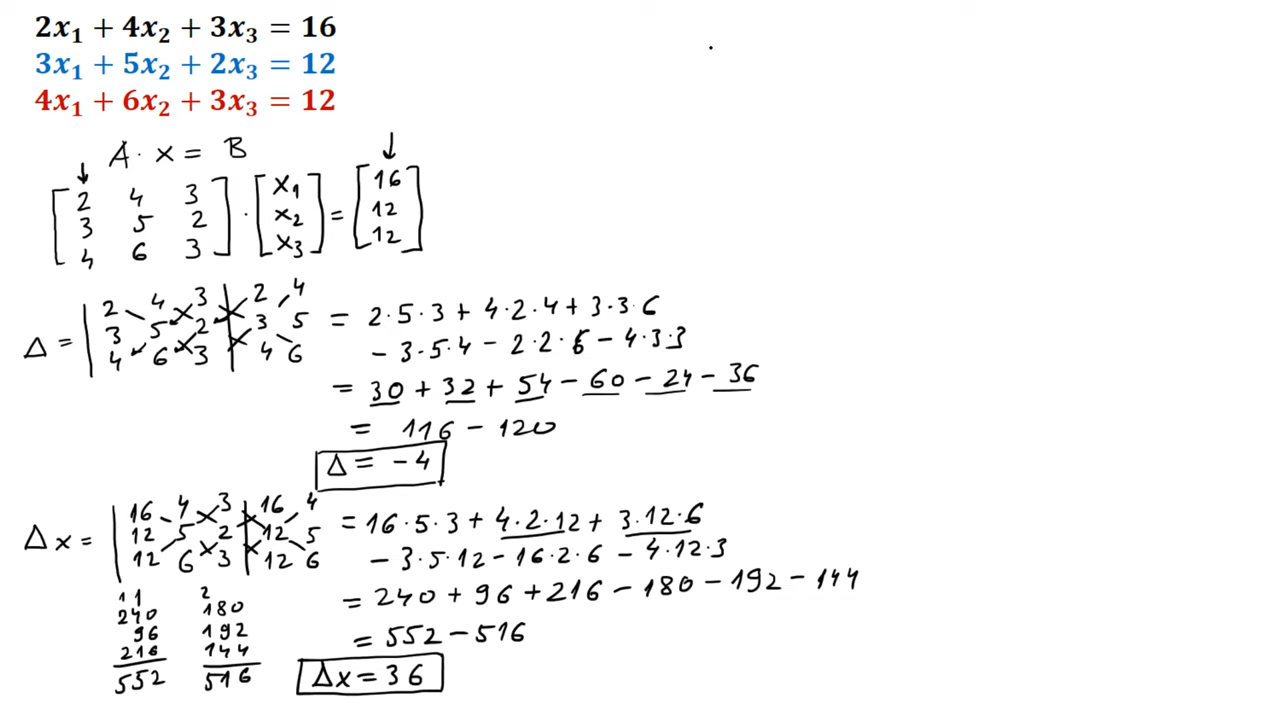 2x₁ + 4x₂ + 3x₃ = 16
3x₁ + 5x₂ + 2x₃ = 12
4x₁ + 6x₂ + 3x₃ = 12
A · x = B
[2 4 3] [x₁] [16]
[3 5 2] · [x₂] = [12]
[4 6 3] [x₃] [12]
2 4 3 | 2 4 = 2·5·3 + 4·2·4 + 3·3·6
Δ = | 3 5 2 | 3 5
4 6 3 | 4 6 - 3·5·4 - 2·2·6 - 4·3·3
= 30 + 32 + 54 - 60 - 24 - 36
= 116 - 120
Δ = -4
16 4 3 | 16 4 = 16·5·3 + 4·2·12 + 3·12·6
Δx = | 12 5 2 | 12 5
12 6 3 | 12 6 - 3·5·12 - 16·2·6 - 4·12·3
= 240 + 96 + 216 - 180 - 192 - 144
11 2
240 180
96 192
216 144
552 516
= 552 - 516
Δx = 36